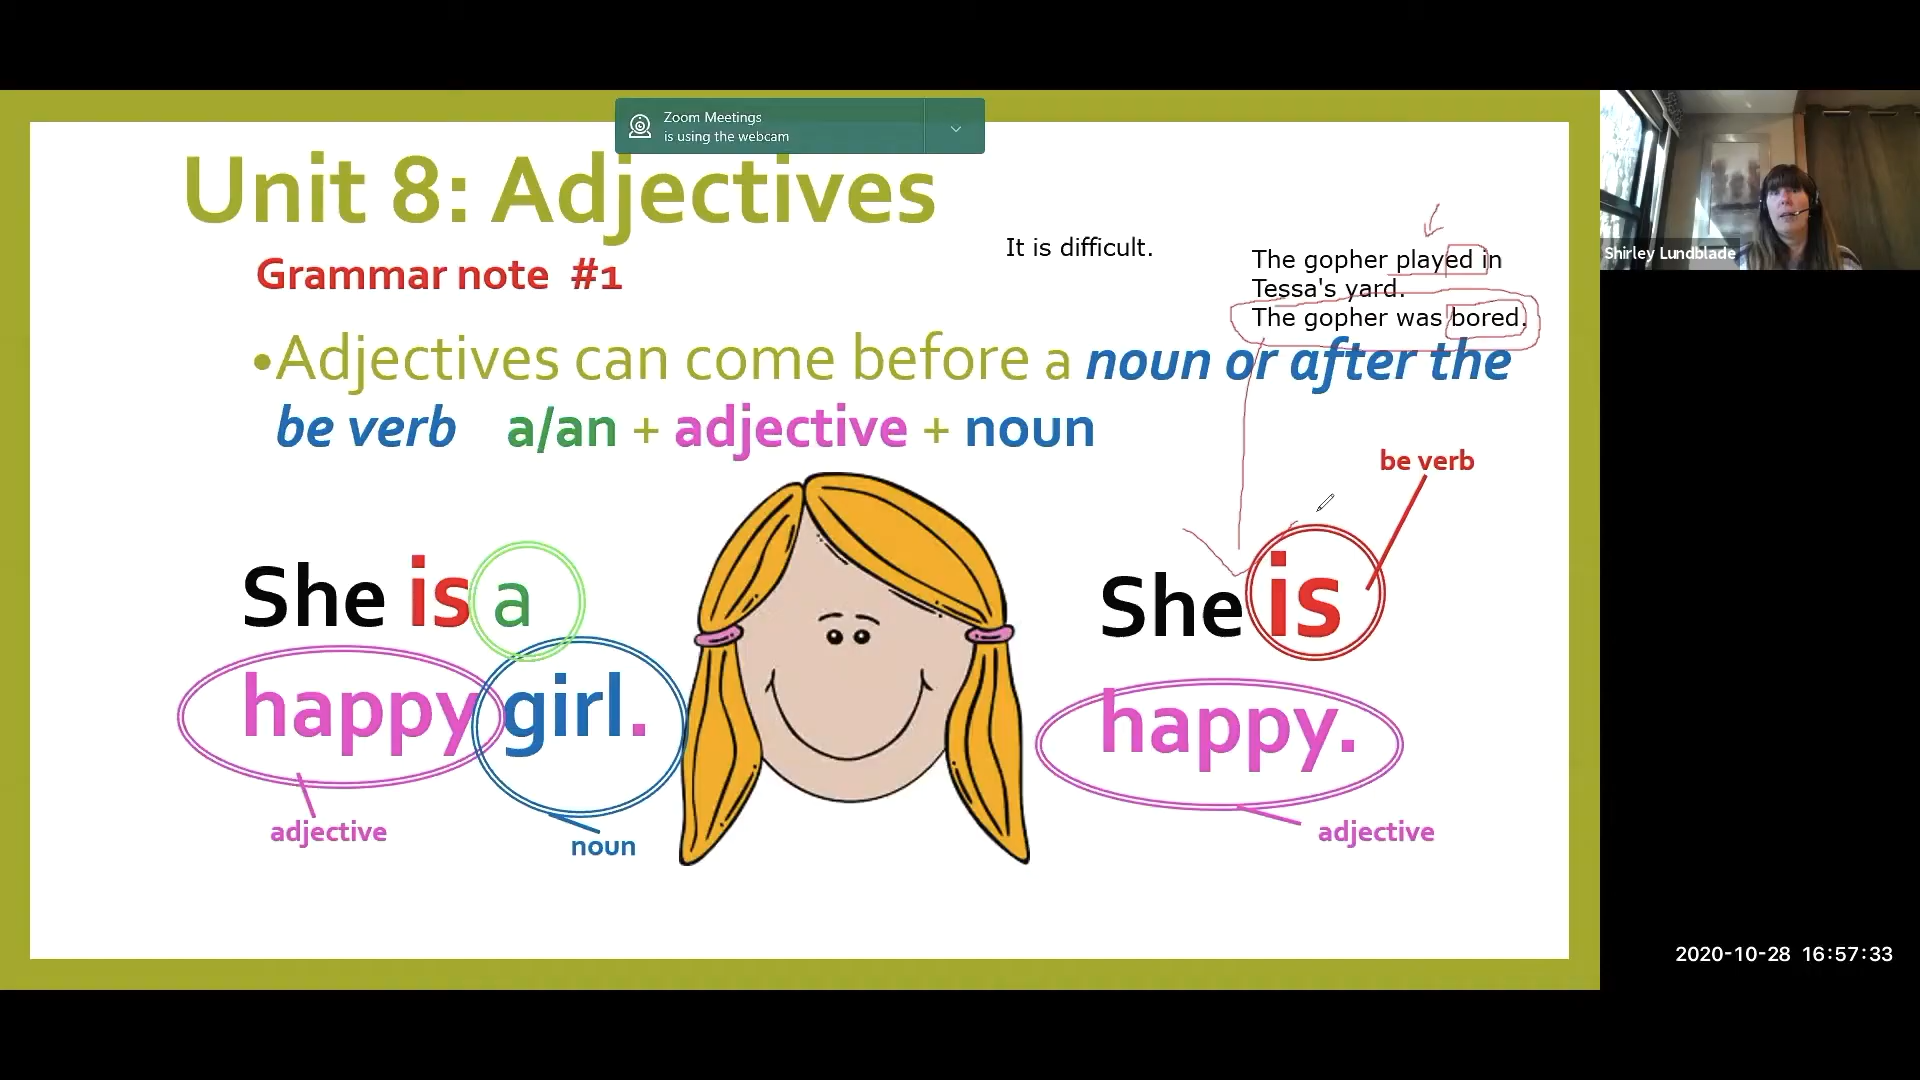 Zoom Meetings
is using the webcam
Unit 8: Adjectives
Grammar note #1
It is difficult.
The gopher played in
Tessa's yard.
The gopher was bored.
Shirley Lundblade
•Adjectives can come before a noun or after the
be verb a/an + adjective + noun
be verb
She is a
happy girl.
adjective
noun
She is
happy.
adjective
2020-10-28 16:57:33